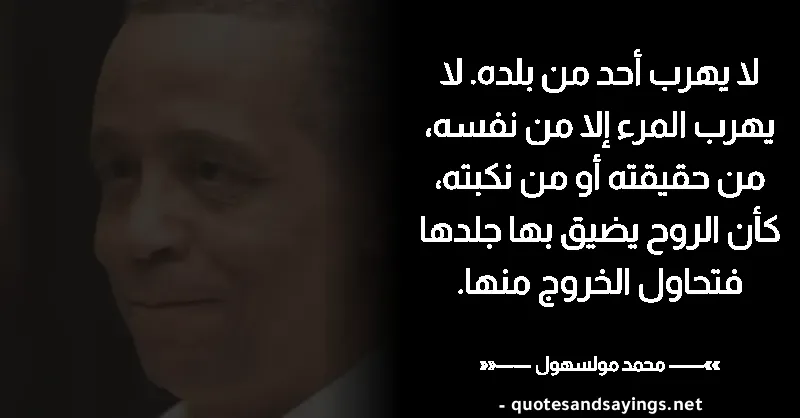 لا يهرب أحد من بلده. لا
يهرب المرء إلا من نفسه،
من حقيقته أو من نكبته،
كأن الروح يضيق بها جلدها
فتحاول الخروج منها.
»—— محمد مولسهول ——«
- quotesandsayings.net